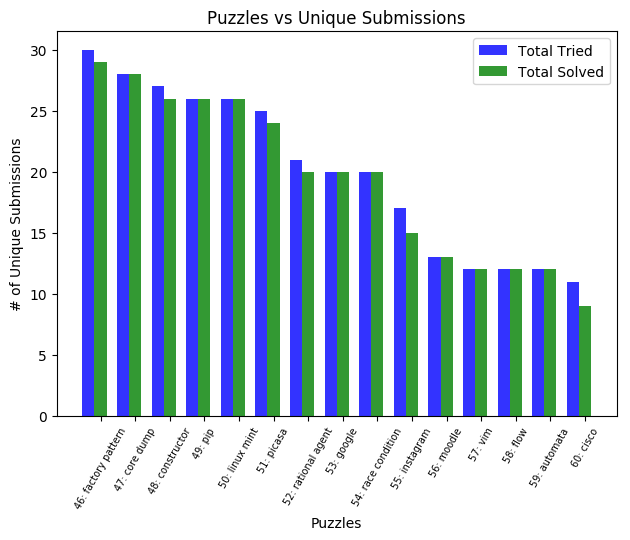 Puzzles vs Unique Submissions
Total Tried
Total Solved
# of Unique Submissions
30
25
20
15
10
5
0
46: factory pattern
47: core dump
48: constructor
49: pip
50: linux mint
51: picasa
52: rational agent
53: google
54: race condition
55: instagram
56: moodle
57: vim
58: flow
59: automata
60: cisco
Puzzles